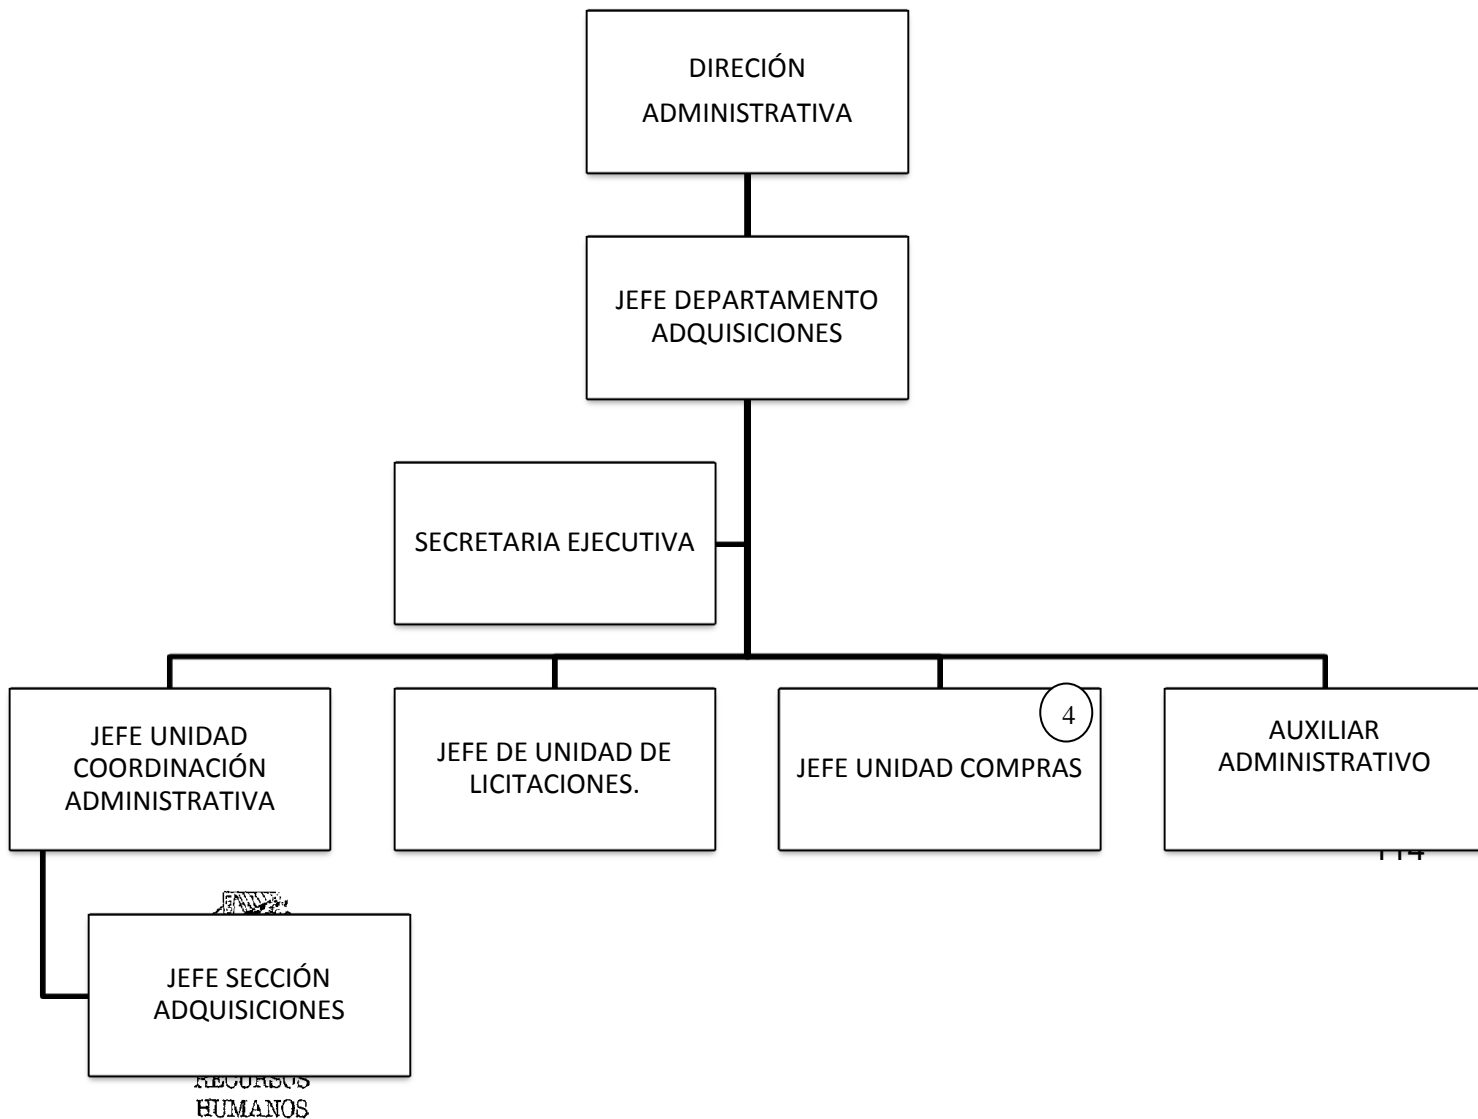 DIRECIÓN
ADMINISTRATIVA
JEFE DEPARTAMENTO
ADQUISICIONES
SECRETARIA EJECUTIVA
JEFE UNIDAD
COORDINACIÓN
ADMINISTRATIVA
JEFE DE UNIDAD DE
LICITACIONES.
4
JEFE UNIDAD COMPRAS
AUXILIAR
ADMINISTRATIVO
JEFE SECCIÓN
ADQUISICIONES
RECURSOS
HUMANOS